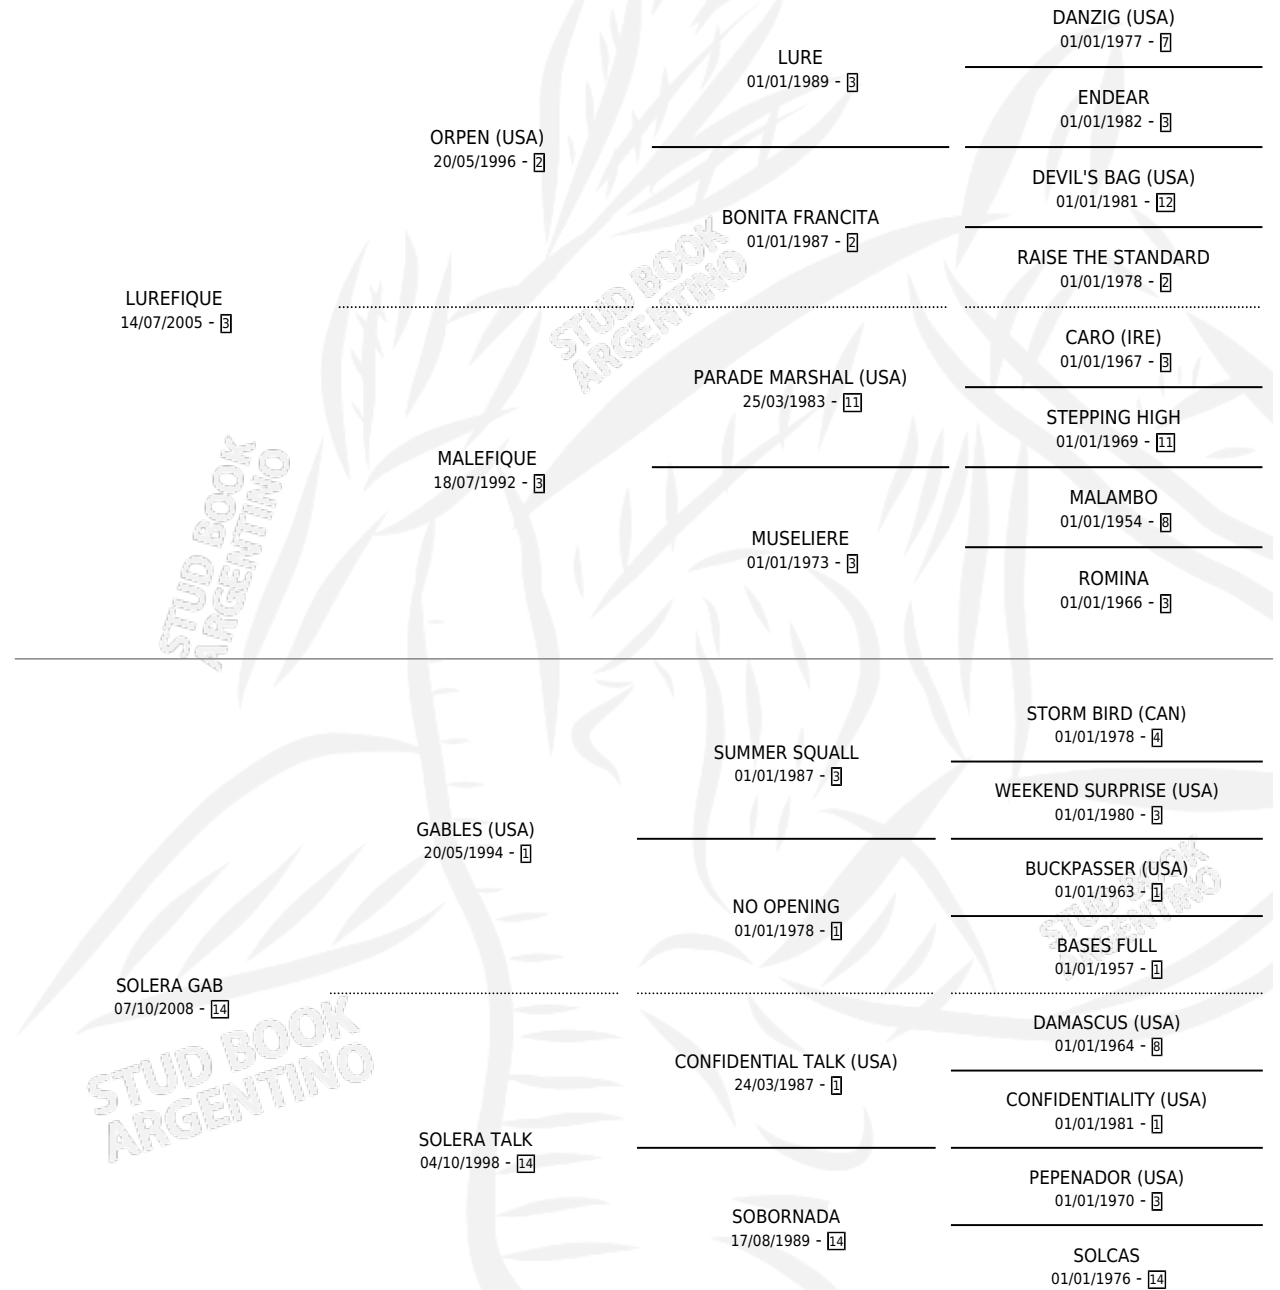 DANZIG (USA)
01/01/1977 - 7
LURE
01/01/1989 - 3
ENDEAR
01/01/1982 - 3
ORPEN (USA)
20/05/1996 - 2
DEVIL'S BAG (USA)
01/01/1981 - 12
BONITA FRANCITA
01/01/1987 - 2
RAISE THE STANDARD
01/01/1978 - 2
LUREFIQUE
14/07/2005 - 3
STUD BOOK
ARGENTINO
CARO (IRE)
01/01/1967 - 3
PARADE MARSHAL (USA)
25/03/1983 - 11
STEPPING HIGH
01/01/1969 - 11
MALEFIQUE
18/07/1992 - 3
MALAMBO
01/01/1954 - 8
MUSELIERE
01/01/1973 - 3
ROMINA
01/01/1966 - 3
STUD BOOK
ARGENTINO
STORM BIRD (CAN)
01/01/1978 - 4
SUMMER SQUALL
01/01/1987 - 3
WEEKEND SURPRISE (USA)
01/01/1980 - 3
GABLES (USA)
20/05/1994 - 1
BUCKPASSER (USA)
01/01/1963 - 1
STUD BOOK
ARGENTINO
NO OPENING
01/01/1978 - 1
BASES FULL
01/01/1957 - 1
SOLERA GAB
07/10/2008 - 14
STUD BOOK
ARGENTINO
DAMASCUS (USA)
01/01/1964 - 8
CONFIDENTIAL TALK (USA)
24/03/1987 - 1
CONFIDENTIALITY (USA)
01/01/1981 - 1
SOLERA TALK
04/10/1998 - 14
PEPENADOR (USA)
01/01/1970 - 3
SOBORNADA
17/08/1989 - 14
SOLCAS
01/01/1976 - 14